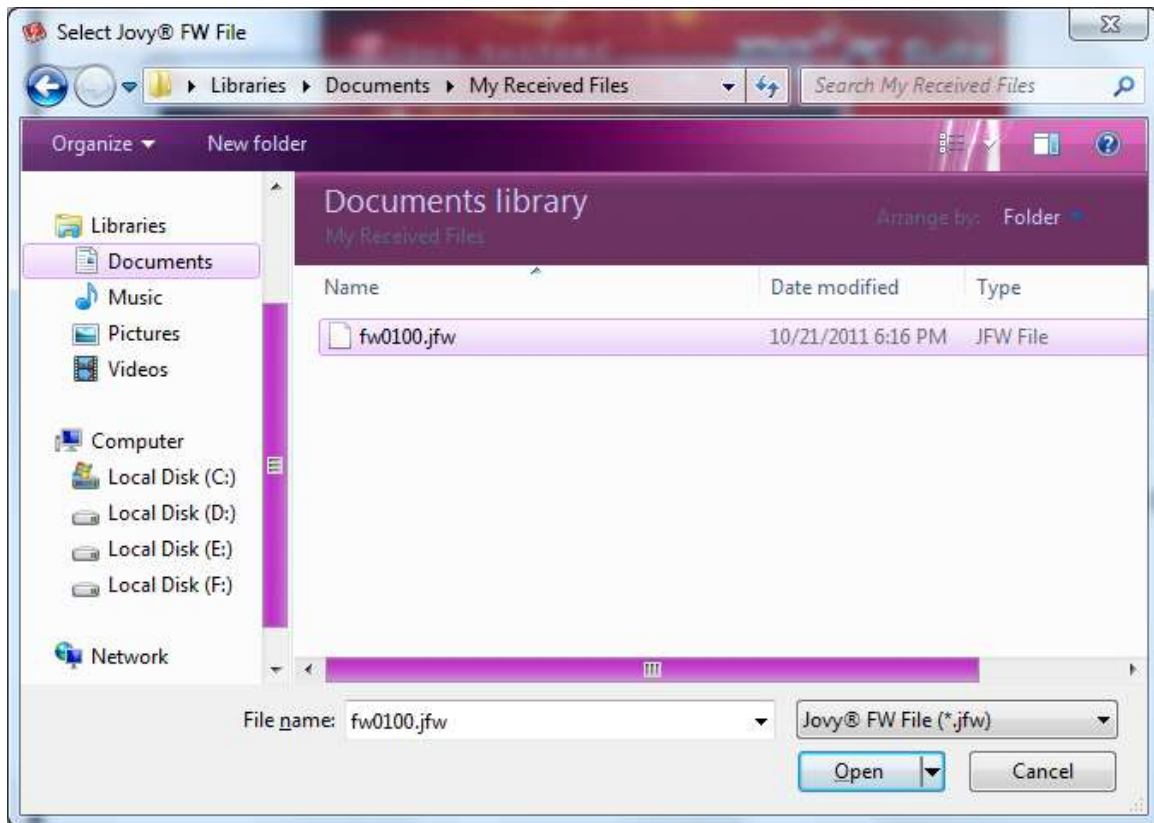 Select Jovy® FW File
Libraries Documents My Received Files Search My Received Files
Organize New folder
Documents library
My Received Files
Arrange by: Folder
Libraries
Documents
Music
Pictures
Videos
Computer
Local Disk (C:)
Local Disk (D:)
Local Disk (E:)
Local Disk (F:)
Network
Name Date modified Type
fw0100.jfw 10/21/2011 6:16 PM JFW File
File name: fw0100.jfw Jovy® FW File (*.jfw)
Open Cancel